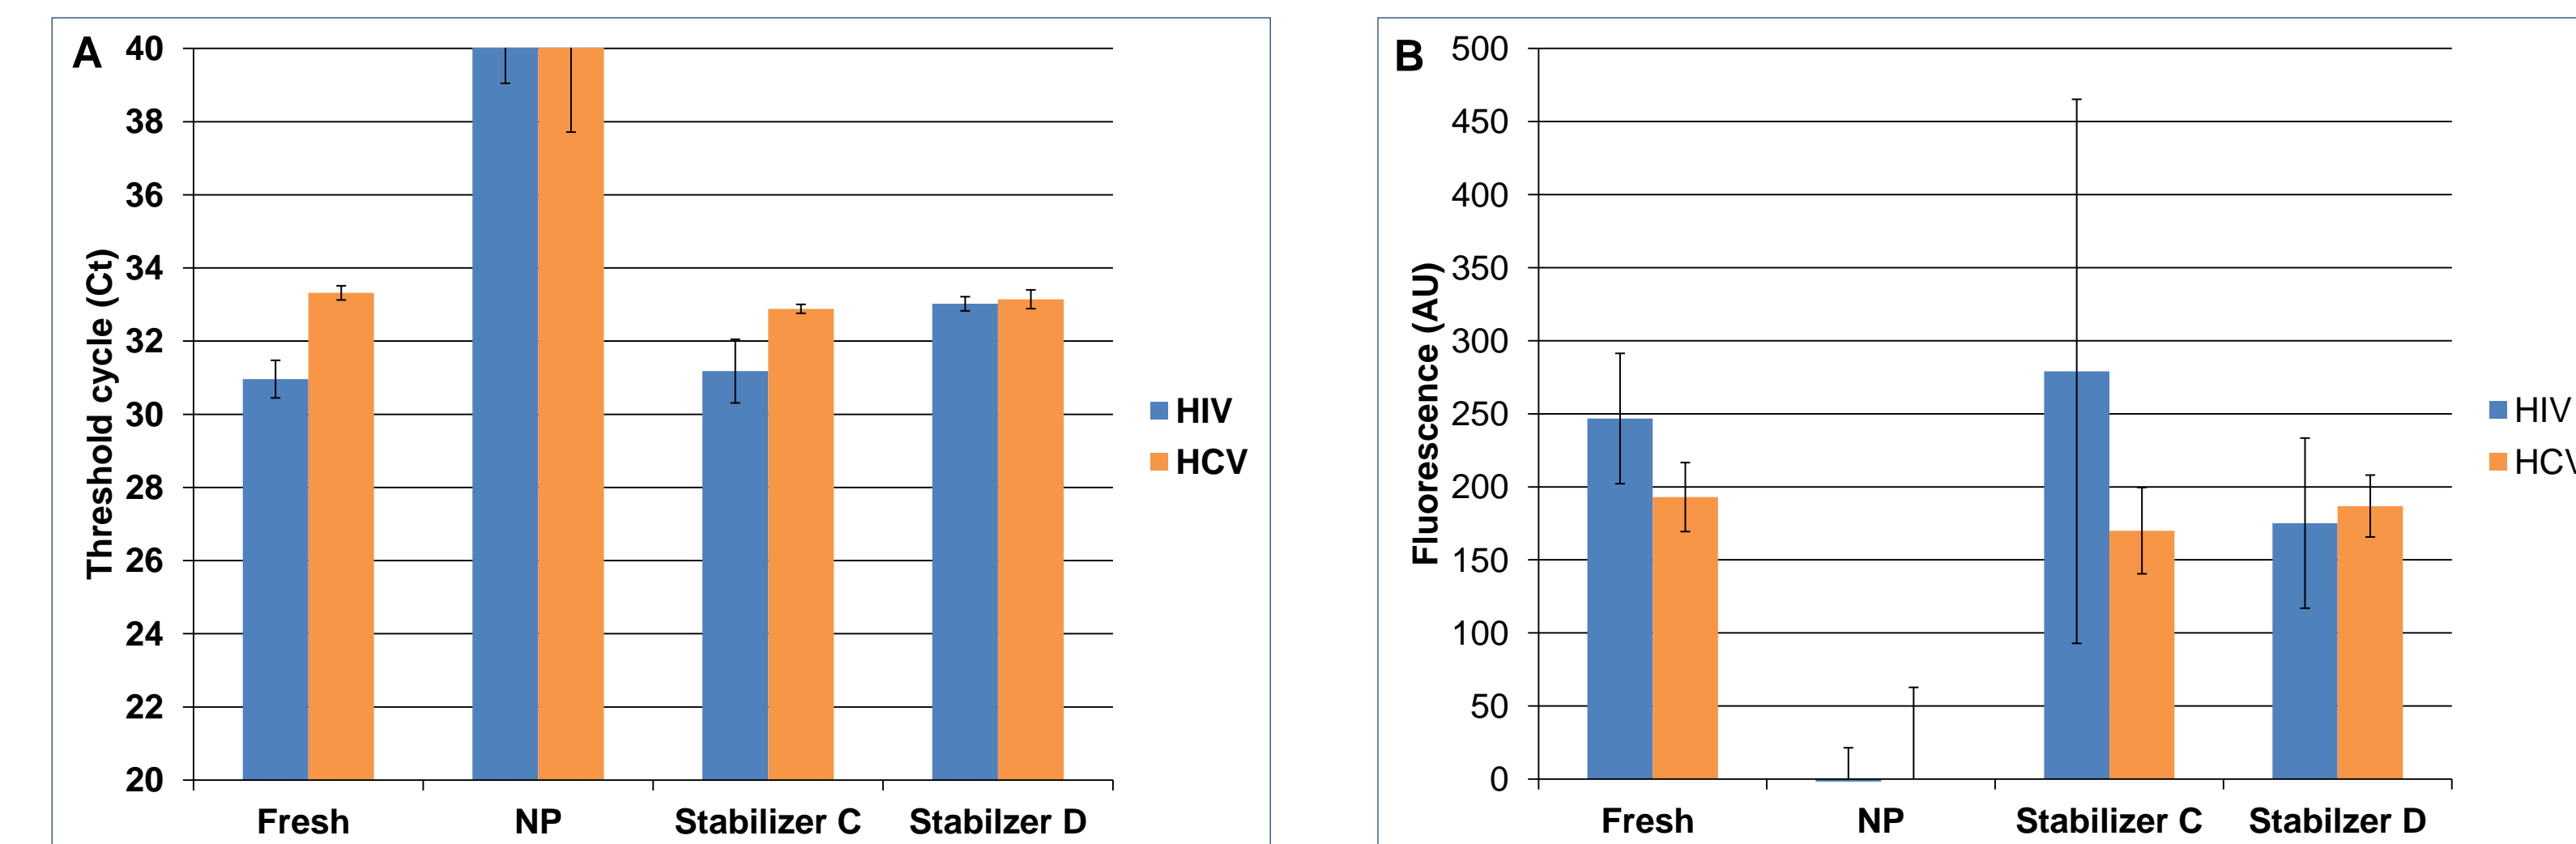 A
Threshold cycle (Ct)
40
38
36
34
32
30
28
26
24
22
20
Fresh NP Stabilizer C Stabilzer D
HIV
HCV
B
Fluorescence (AU)
500
450
400
350
300
250
200
150
100
50
0
Fresh NP Stabilizer C Stabilzer D
HIV
HCV